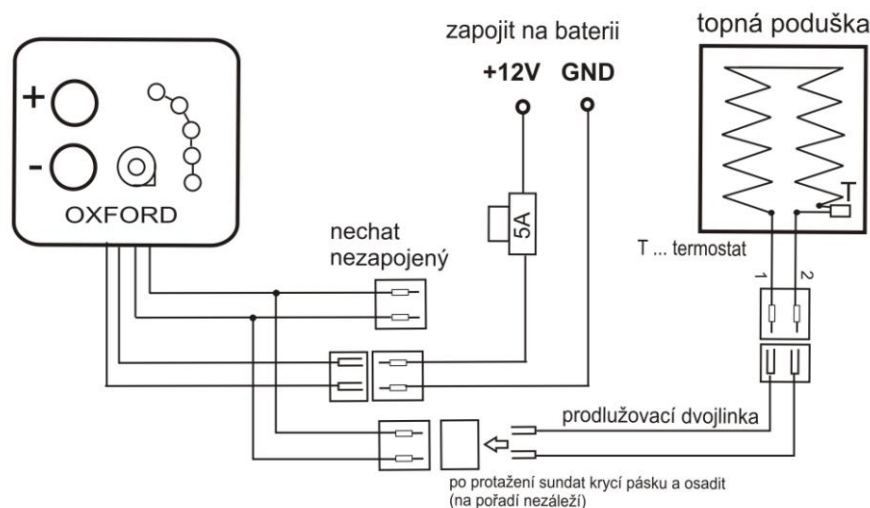 zapojit na baterii
+12V GND
topná poduška
+
-
OXFORD
nechat
nezapojený
5A
T
T ... termostat
1 2
prodlužovací dvojlinka
po protažení sundat krycí pásku a osadit
(na pořadí nezáleží)